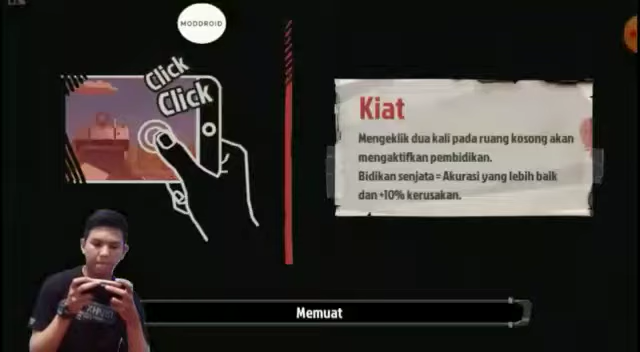 MODDROID
Click
Click
Kiat
Mengeklik dua kali pada ruang kosong akan
mengaktifkan pembidikan.
Bidikan senjata = Akurasi yang lebih baik
dan +10% kerusakan.
Memuat